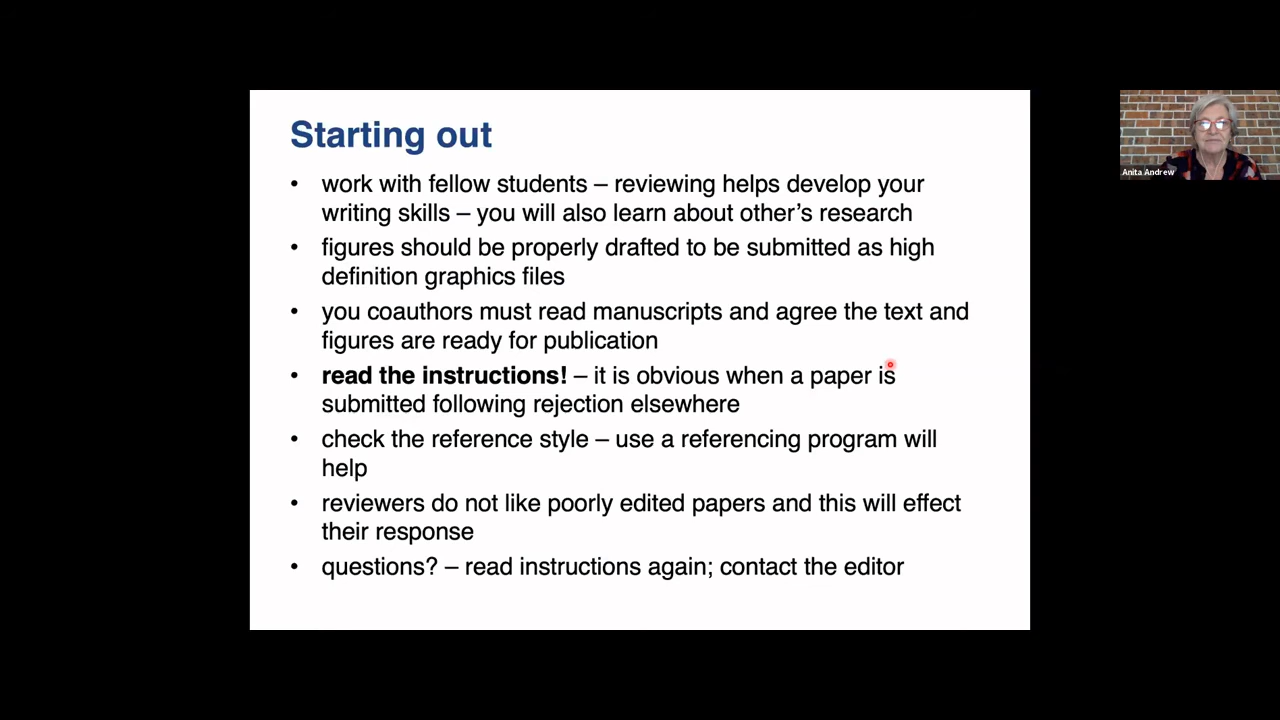 Starting out
• work with fellow students – reviewing helps develop your
writing skills – you will also learn about other's research
• figures should be properly drafted to be submitted as high
definition graphics files
• you coauthors must read manuscripts and agree the text and
figures are ready for publication
• read the instructions! – it is obvious when a paper is
submitted following rejection elsewhere
• check the reference style – use a referencing program will
help
• reviewers do not like poorly edited papers and this will effect
their response
• questions? – read instructions again; contact the editor
Anita Andrew